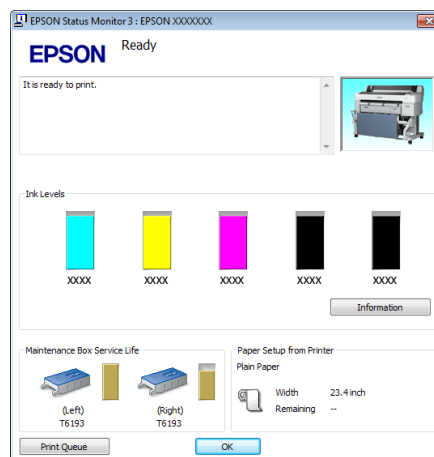 EPSON Status Monitor 3 : EPSON XXXXXXX
EPSON
Ready
It is ready to print.
Ink Levels
XXXX XXXX XXXX XXXX XXXX
Information
Maintenance Box Service Life
(Left) (Right)
T6193 T6193
Paper Setup from Printer
Plain Paper
Width 23.4 inch
Remaining --
Print Queue
OK